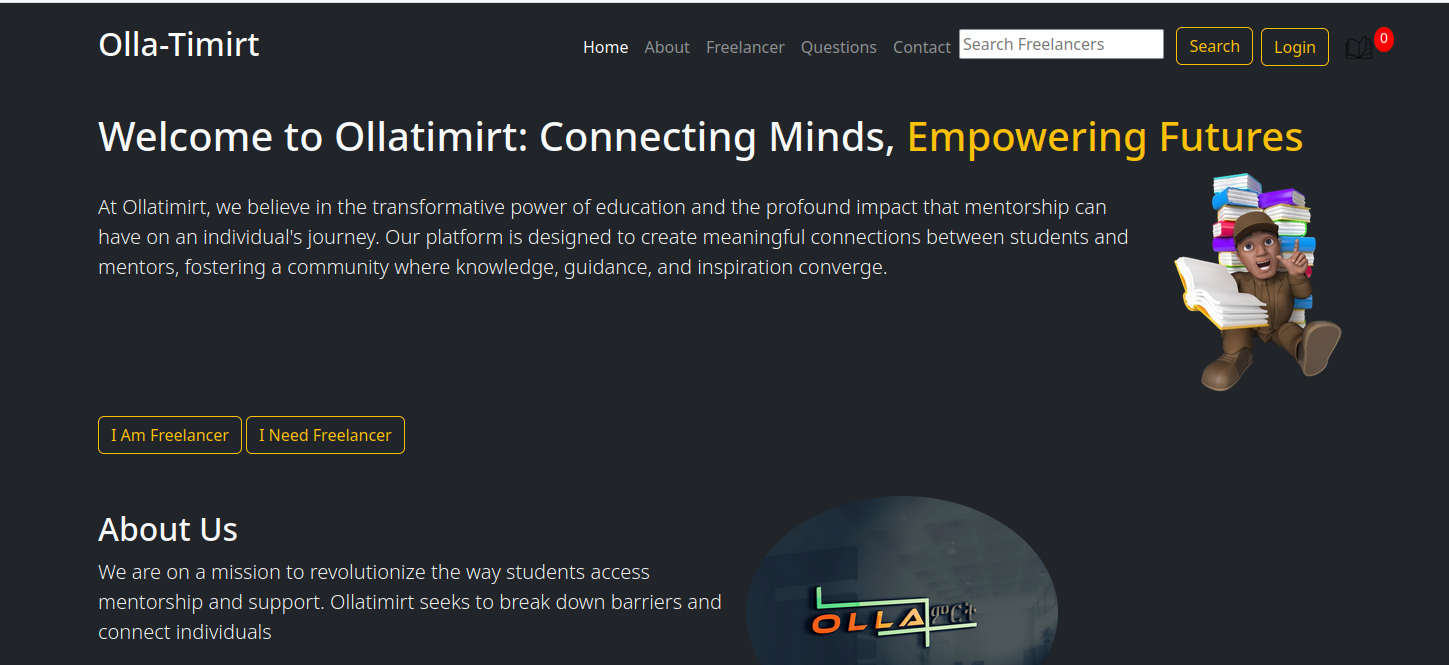 Olla-Timirt
Home About Freelancer Questions Contact Search Freelancers Search Login 0
Welcome to Ollatimirt: Connecting Minds, Empowering Futures
At Ollatimirt, we believe in the transformative power of education and the profound impact that mentorship can
have on an individual's journey. Our platform is designed to create meaningful connections between students and
mentors, fostering a community where knowledge, guidance, and inspiration converge.
I Am Freelancer I Need Freelancer
About Us
We are on a mission to revolutionize the way students access
mentorship and support. Ollatimirt seeks to break down barriers and
connect individuals
OLLA ምርት